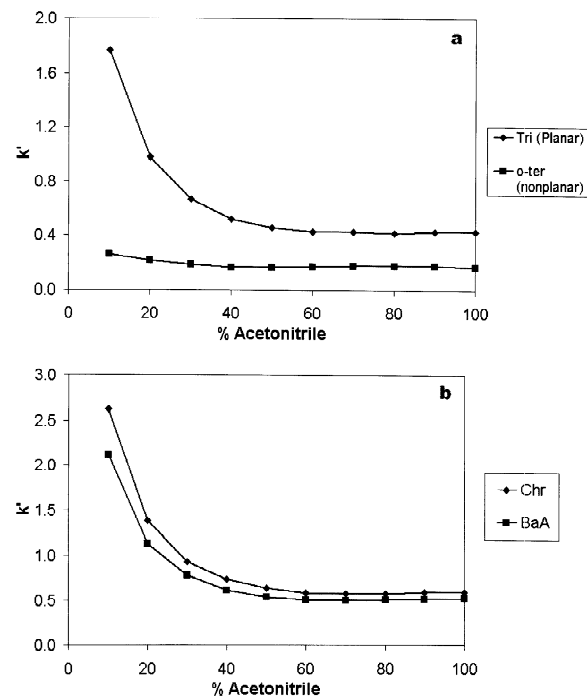 2.0
a
1.6
1.2
k'
0.8
0.4
0.0
0 20 40 60 80 100
% Acetonitrile
Tri (Planar)
o-ter
(nonplanar)
3.0
b
2.5
2.0
k'
1.5
1.0
0.5
0.0
0 20 40 60 80 100
% Acetonitrile
Chr
BaA